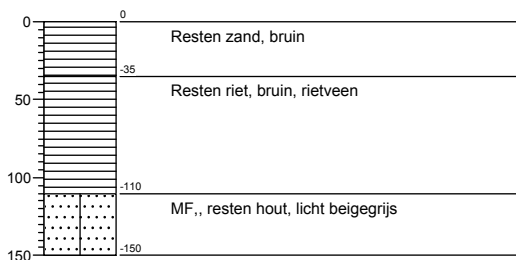 0
0
Resten zand, bruin
-35
Resten riet, bruin, rietveen
50
100
-110
MF,, resten hout, licht beigegrijs
150
-150